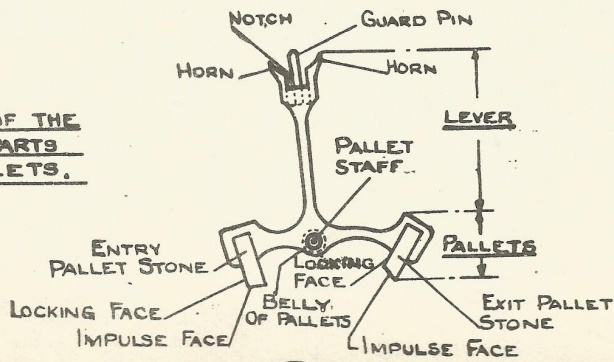 NOTCH
GUARD PIN
HORN
HORN
OF THE
PARTS
LETS.
LEVER
PALLET
STAFF
PALLETS
ENTRY
PALLET STONE
LOCKING
FACE
LOCKING FACE
BELLY
OF PALLETS
EXIT PALLET
STONE
IMPULSE FACE
IMPULSE FACE